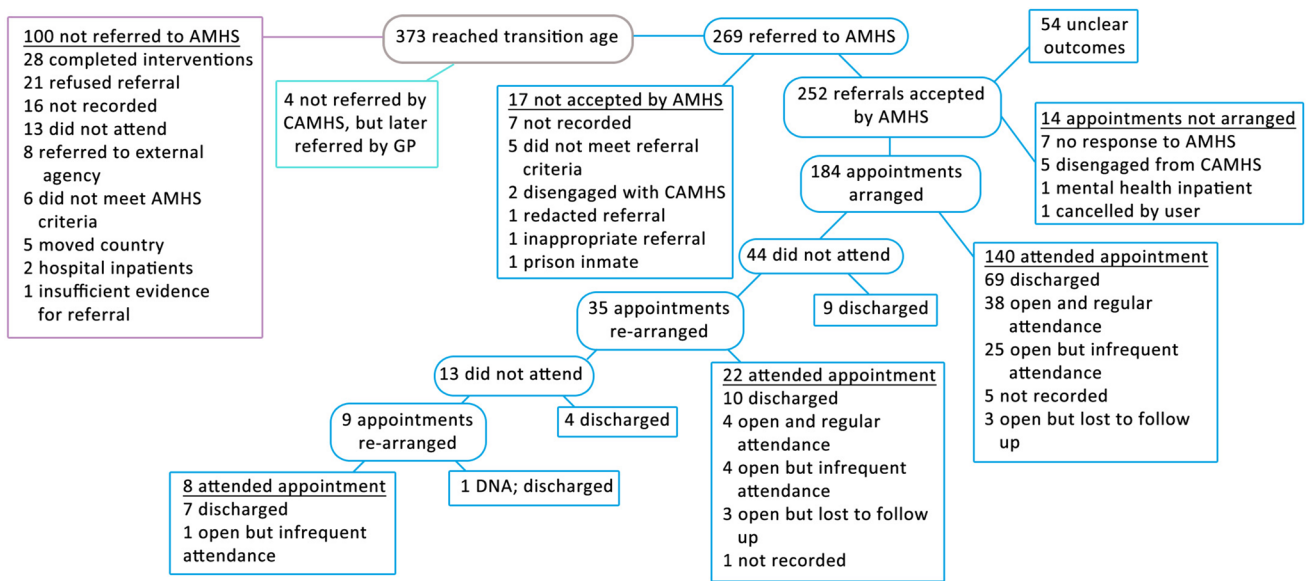 100 not referred to AMHS
28 completed interventions
21 refused referral
16 not recorded
13 did not attend
8 referred to external
agency
6 did not meet AMHS
criteria
5 moved country
2 hospital inpatients
1 insufficient evidence
for referral
373 reached transition age
4 not referred by
CAMHS, but later
referred by GP
269 referred to AMHS
17 not accepted by AMHS
7 not recorded
5 did not meet referral
criteria
2 disengaged with CAMHS
1 redacted referral
1 inappropriate referral
1 prison inmate
252 referrals accepted
by AMHS
54 unclear
outcomes
14 appointments not arranged
7 no response to AMHS
5 disengaged from CAMHS
1 mental health inpatient
1 cancelled by user
184 appointments
arranged
44 did not attend
9 discharged
140 attended appointment
69 discharged
38 open and regular
attendance
25 open but infrequent
attendance
5 not recorded
3 open but lost to follow
up
35 appointments
re-arranged
13 did not attend
4 discharged
22 attended appointment
10 discharged
4 open and regular
attendance
4 open but infrequent
attendance
3 open but lost to follow
up
1 not recorded
9 appointments
re-arranged
8 attended appointment
7 discharged
1 open but infrequent
attendance
1 DNA; discharged